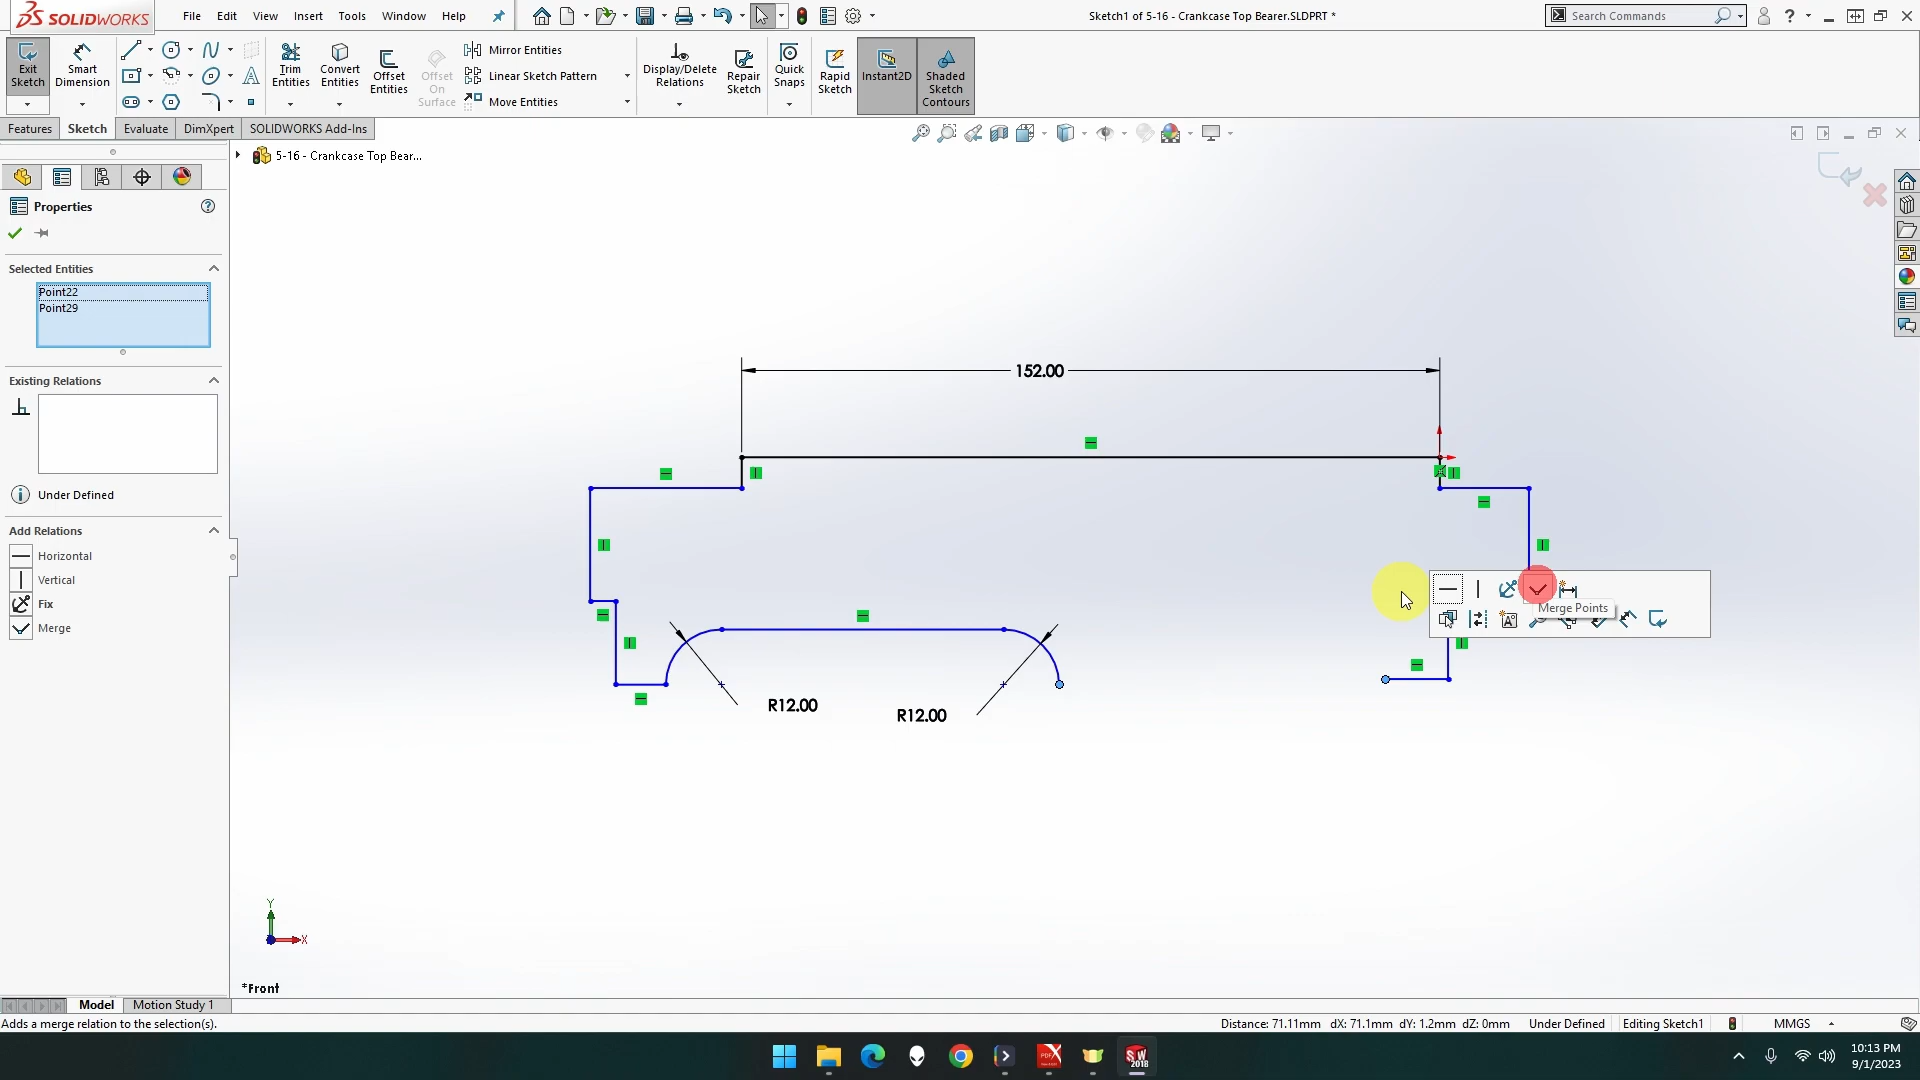 SOLIDWORKS
File Edit View Insert Tools Window Help
Sketch1 of 5-16 - Crankcase Top Bearer.SLDPRT *
Search Commands
Exit Sketch
Smart Dimension
Trim Entities
Convert Entities
Offset Entities
Offset On Surface
Mirror Entities
Linear Sketch Pattern
Move Entities
Display/Delete Relations
Repair Sketch
Quick Snaps
Rapid Sketch
Instant2D
Shaded Sketch Contours
Features Sketch Evaluate DimXpert SOLIDWORKS Add-Ins
5-16 - Crankcase Top Bear...
Properties
Selected Entities
Point22
Point29
Existing Relations
Under Defined
Add Relations
Horizontal
Vertical
Fix
Merge
152.00
Merge Points
R12.00
R12.00
Y
X
*Front
Model Motion Study 1
Adds a merge relation to the selection(s).
Distance: 71.11mm dX: 71.1mm dY: 1.2mm dZ: 0mm Under Defined Editing Sketch1 MMGS
PDF
SW
2018
10:13 PM
9/1/2023